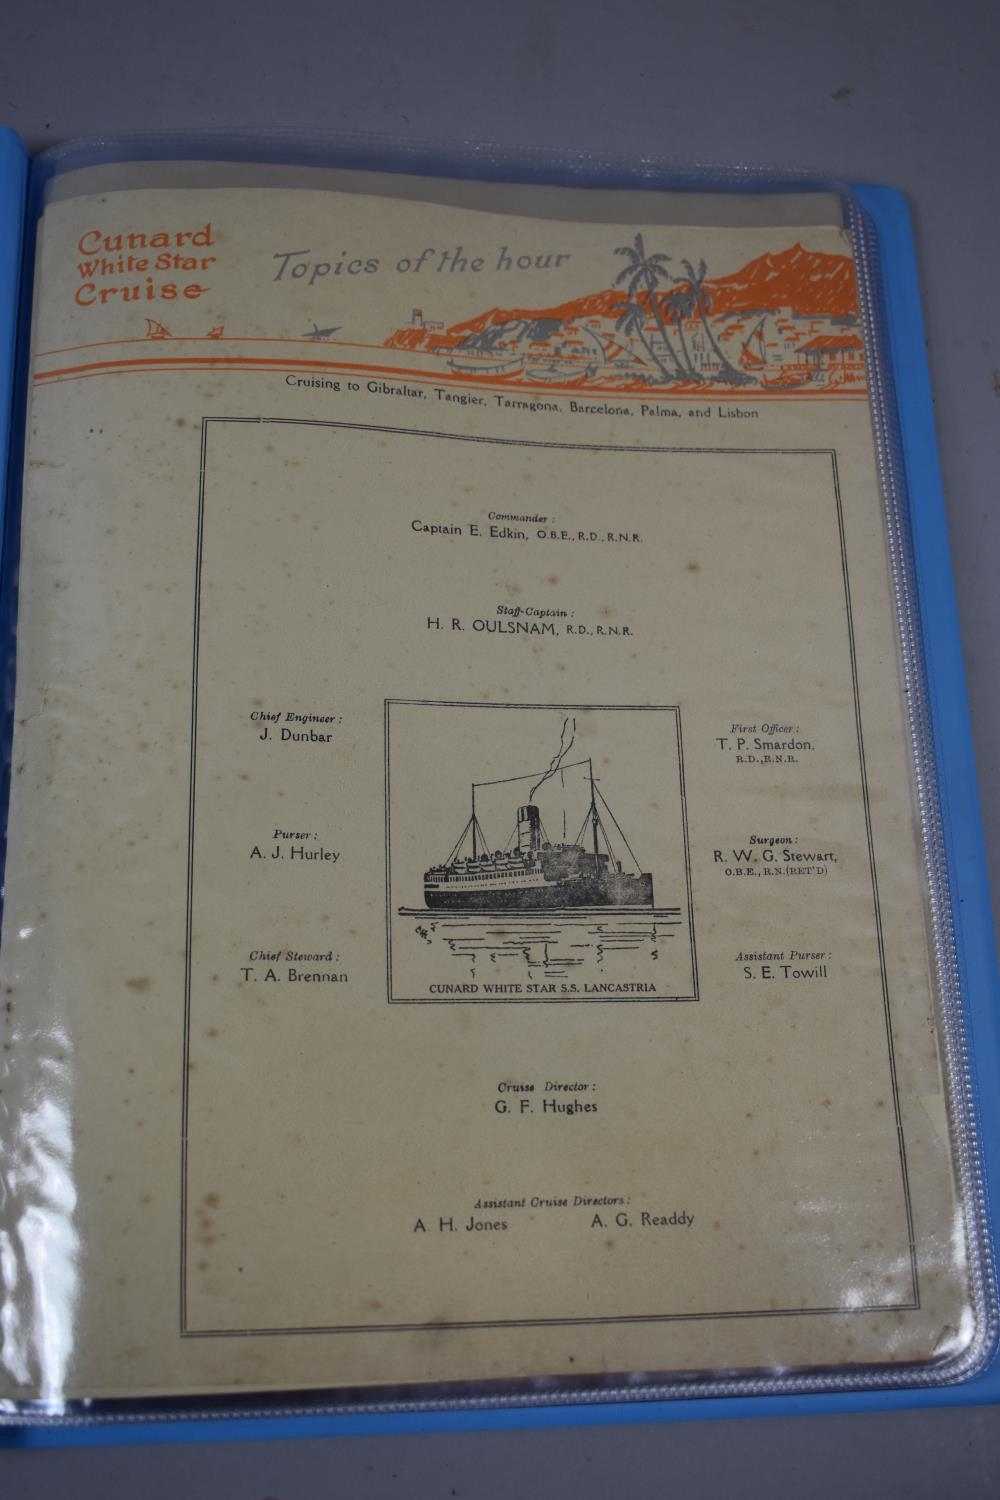 Cunard
White Star
Cruise
Topics of the hour
Cruising to Gibraltar, Tangier, Tarragona, Barcelona, Palma, and Lisbon
Commander :
Captain E. Edkin, O.B.E., R.D., R.N.R.
Staff-Captain :
H. R. OULSNAM, R.D., R.N.R.
Chief Engineer :
J. Dunbar
First Officer :
T. P. Smardon,
R.D., R.N.R.
Purser :
A. J. Hurley
Surgeon :
R. W. G. Stewart,
O.B.E., R.N. (RET'D)
Chief Steward :
T. A. Brennan
Assistant Purser :
S. E. Towill
CUNARD WHITE STAR S.S. LANCASTRIA
Cruise Director :
G. F. Hughes
Assistant Cruise Directors :
A. H. Jones A. G. Readdy